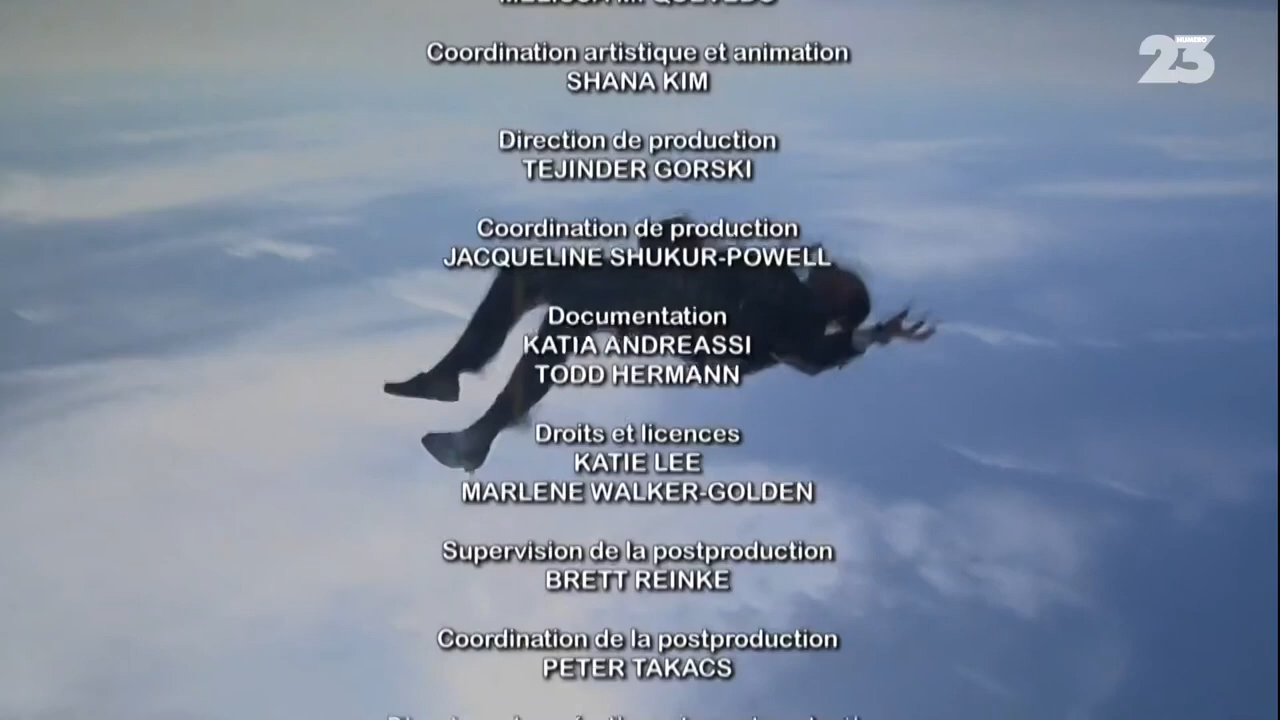 NUMERO
23
Coordination artistique et animation
SHANA KIM
Direction de production
TEJINDER GORSKI
Coordination de production
JACQUELINE SHUKUR-POWELL
Documentation
KATIA ANDREASSI
TODD HERMANN
Droits et licences
KATIE LEE
MARLENE WALKER-GOLDEN
Supervision de la postproduction
BRETT REINKE
Coordination de la postproduction
PETER TAKACS